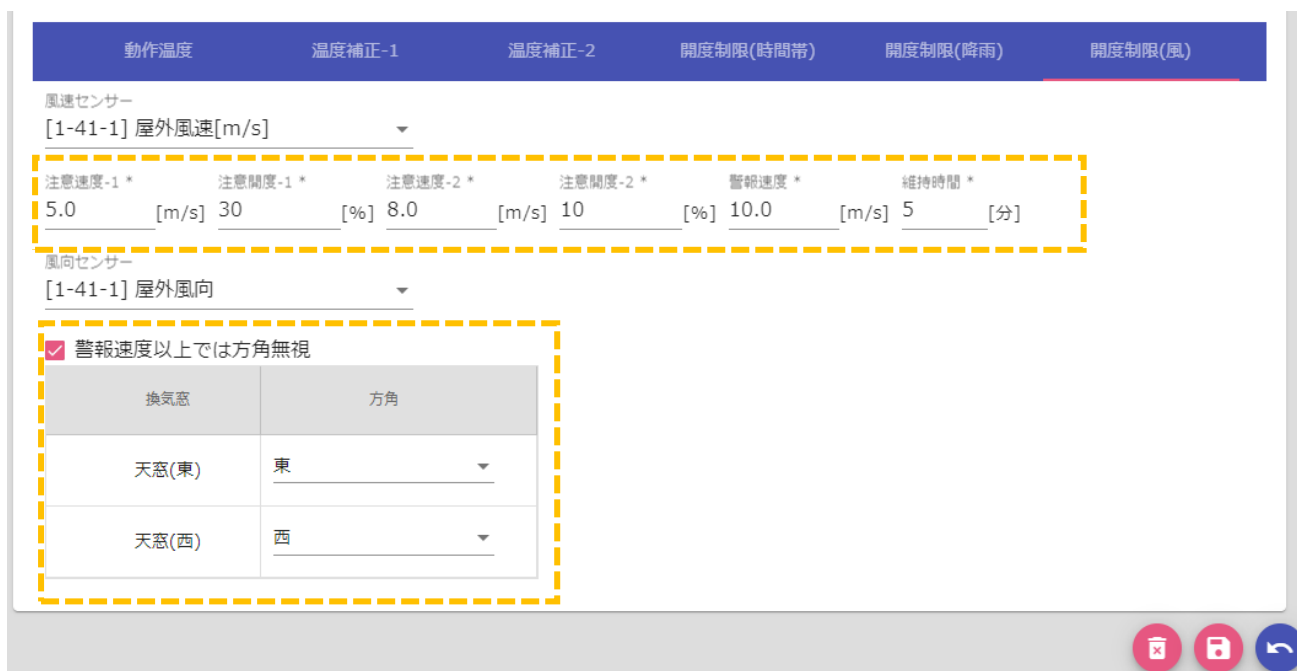 動作温度 温度補正-1 温度補正-2 開度制限(時間帯) 開度制限(降雨) 開度制限(風)
風速センサー
[1-41-1] 屋外風速[m/s]
注意速度-1 * 注意開度-1 * 注意速度-2 * 注意開度-2 * 警報速度 * 維持時間 *
5.0 [m/s] 30 [%] 8.0 [m/s] 10 [%] 10.0 [m/s] 5 [分]
風向センサー
[1-41-1] 屋外風向
警報速度以上では方角無視
換気窓 方角
天窓(東) 東
天窓(西) 西